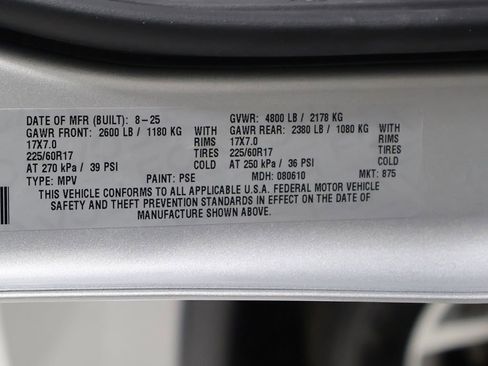 DATE OF MFR (BUILT): 8-25 GVWR: 4800 LB / 2178 KG
GAWR FRONT: 2600 LB / 1180 KG WITH GAWR REAR: 2380 LB / 1080 KG WITH
17X7.0 RIMS 17X7.0 RIMS
225/60R17 TIRES 225/60R17 TIRES
AT 270 kPa / 39 PSI COLD AT 250 kPa / 36 PSI COLD
TYPE: MPV PAINT: PSE MDH: 080610 MKT: 875
THIS VEHICLE CONFORMS TO ALL APPLICABLE U.S.A. FEDERAL MOTOR VEHICLE
SAFETY AND THEFT PREVENTION STANDARDS IN EFFECT ON THE DATE OF
MANUFACTURE SHOWN ABOVE.